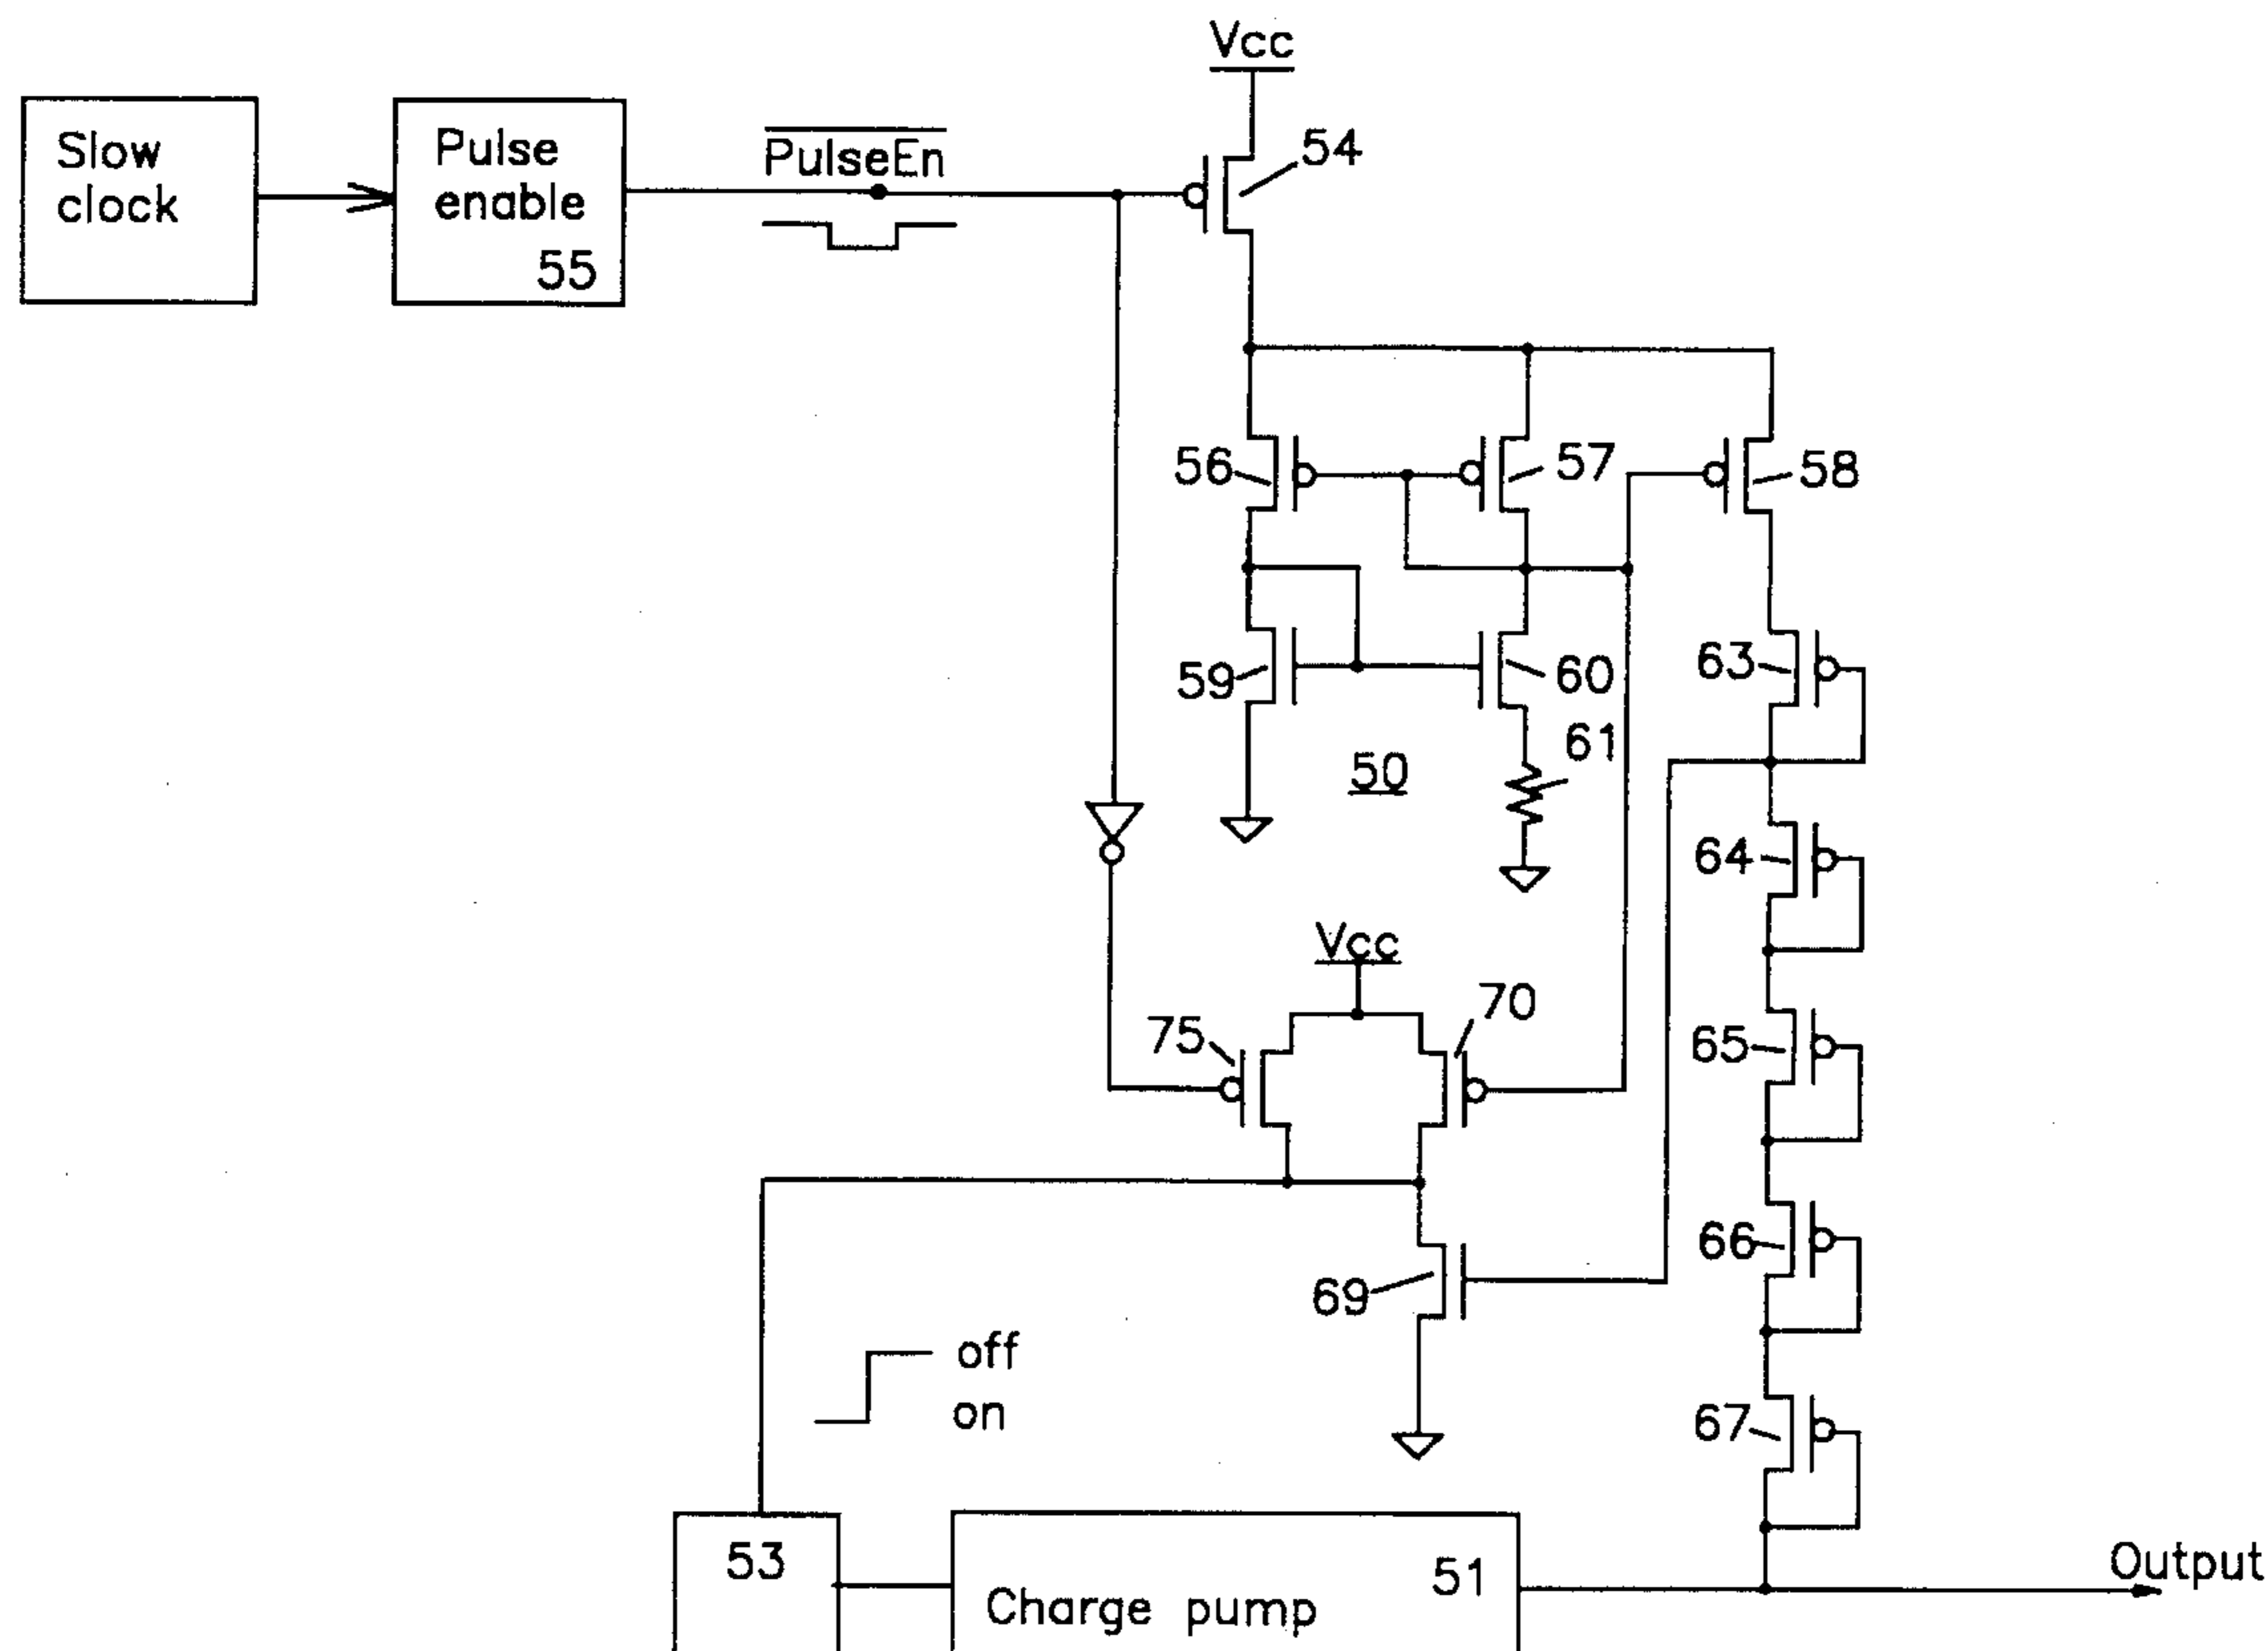 Vcc
Slow
clock
Pulse
enable
55
PulseEn
54
56
57
58
59
60
61
63
50
64
Vcc
70
75
65
66
69
off
on
67
53
51
Charge pump
Output